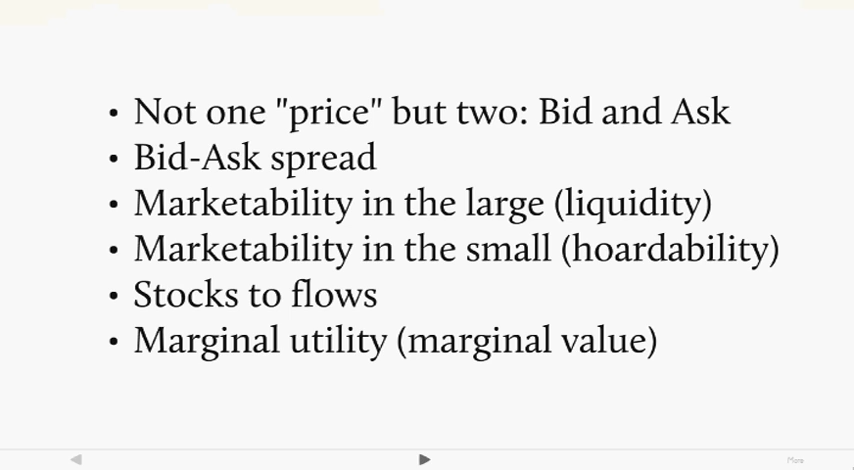 • Not one "price" but two: Bid and Ask
• Bid-Ask spread
• Marketability in the large (liquidity)
• Marketability in the small (hoardability)
• Stocks to flows
• Marginal utility (marginal value)
More